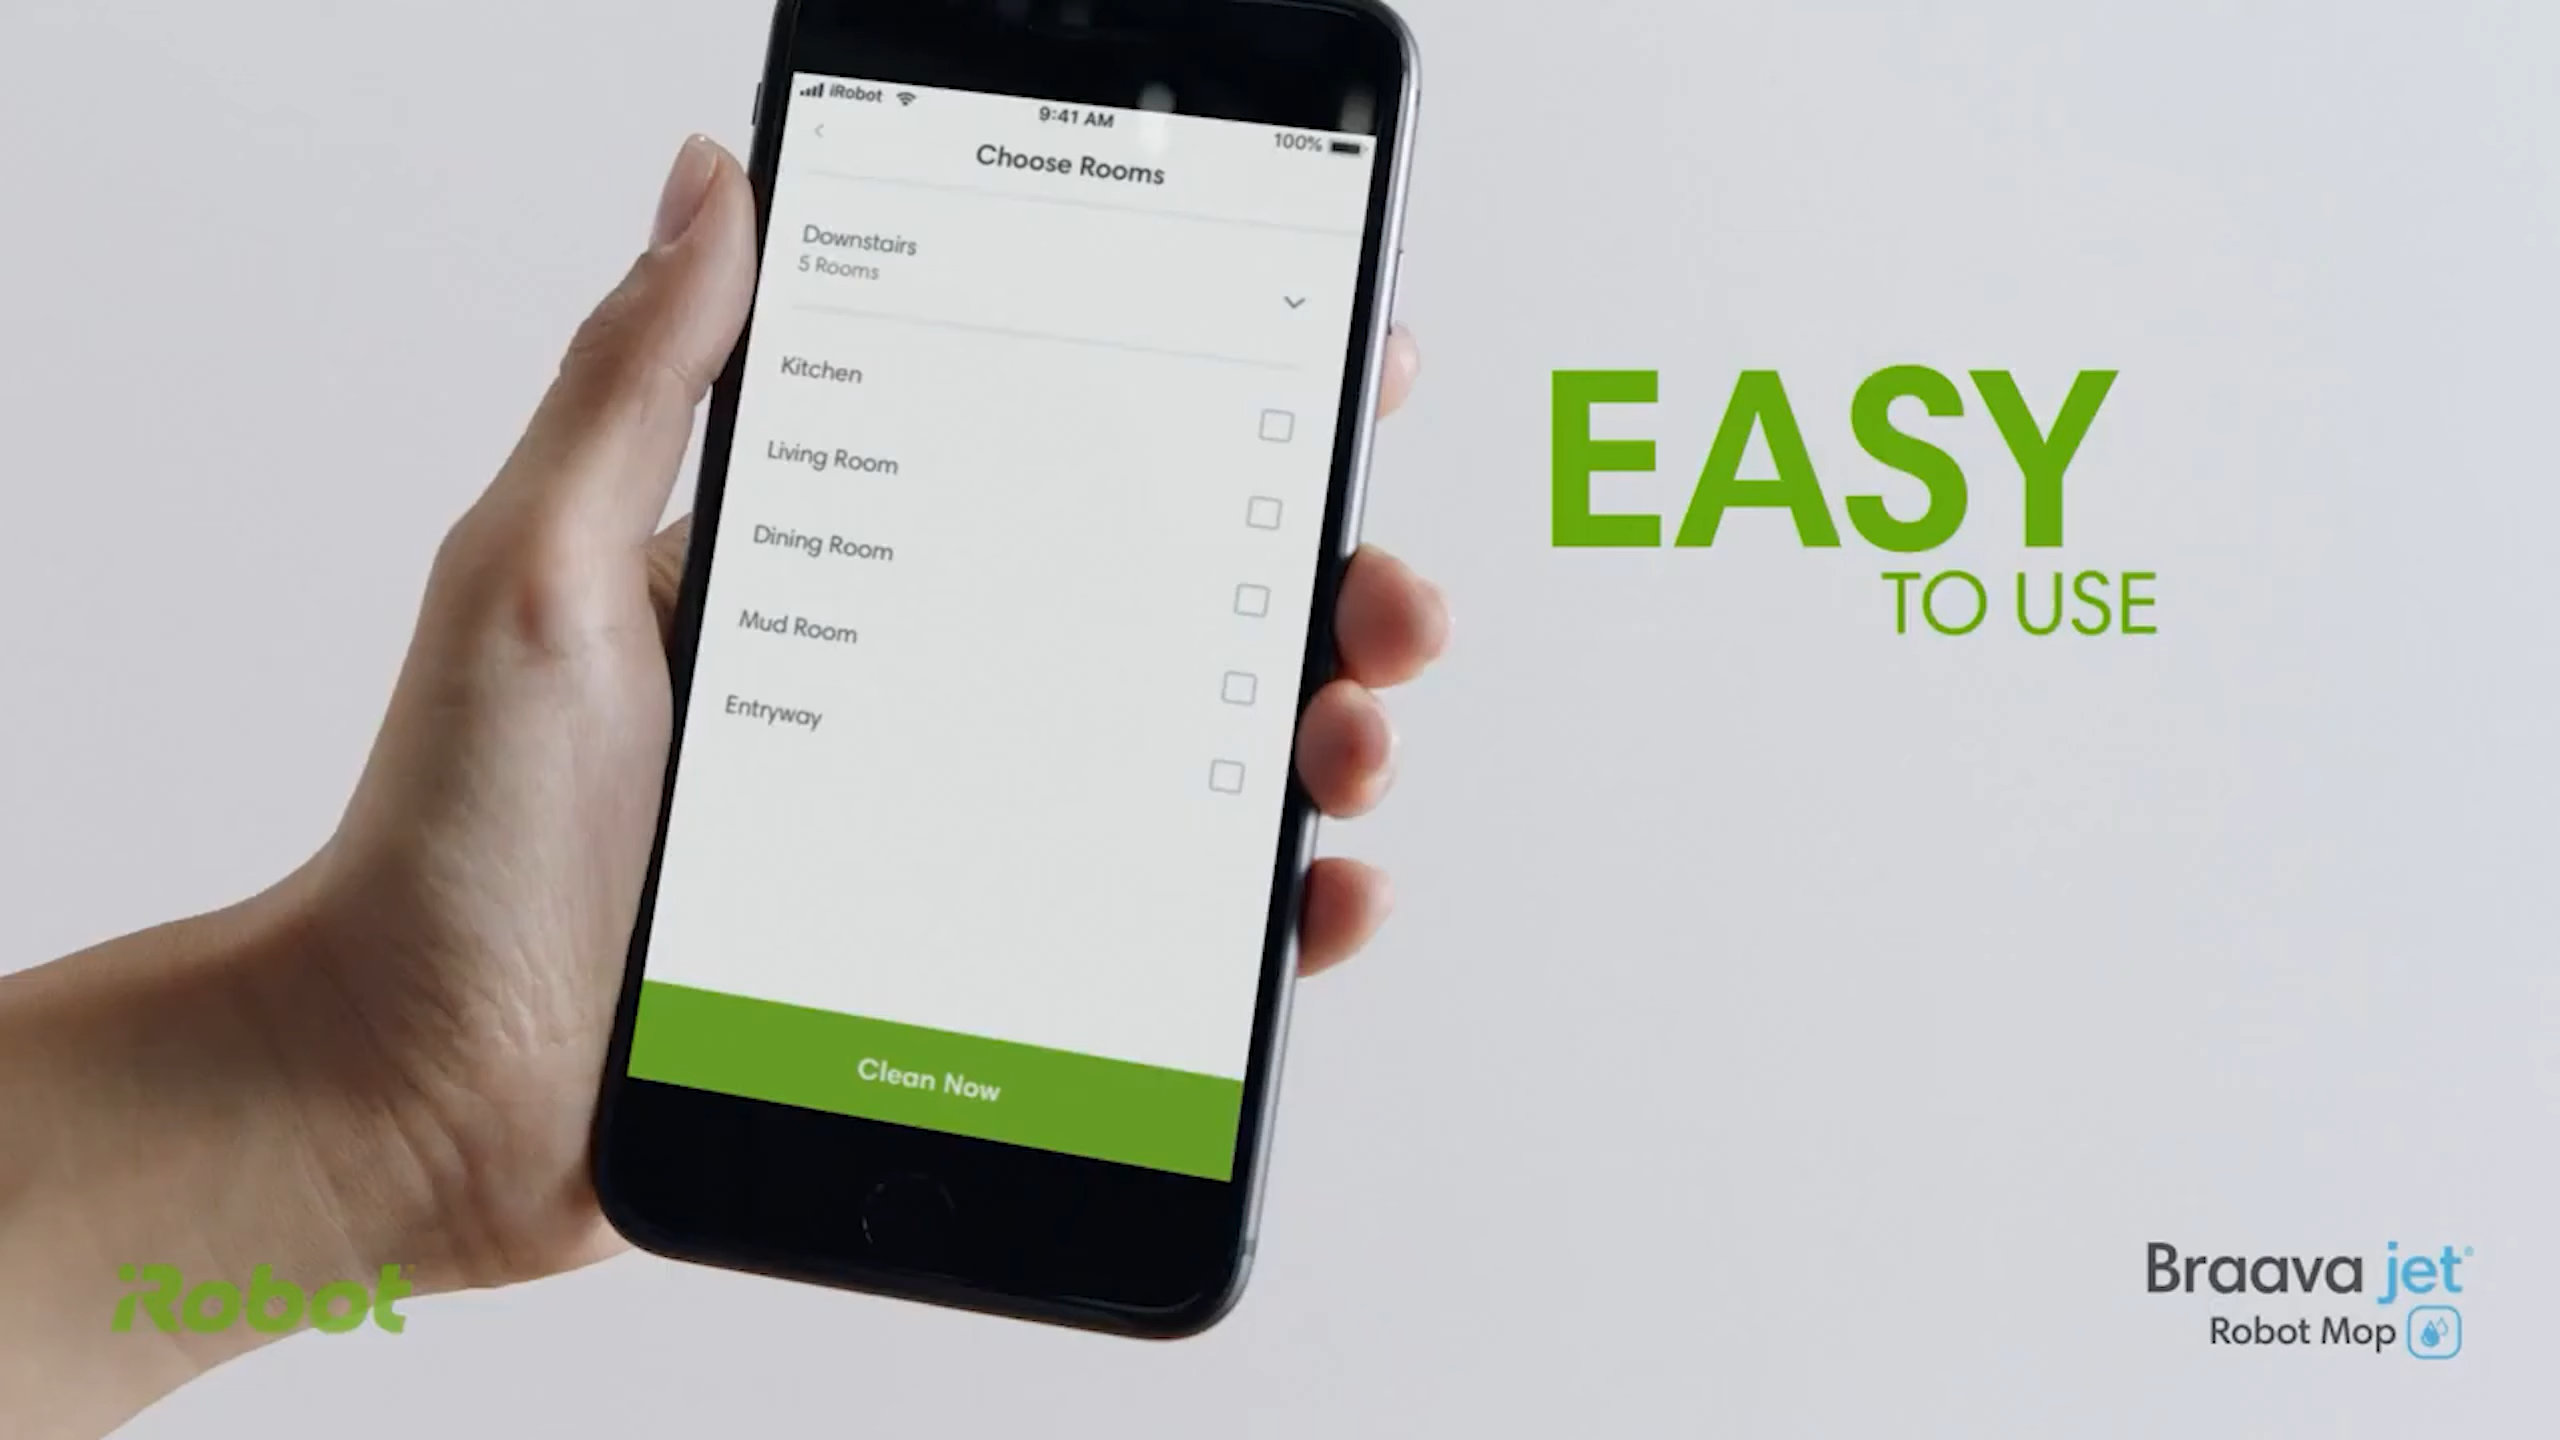 iRobot
9:41 AM
100%
Choose Rooms
Downstairs
5 Rooms
Kitchen
Living Room
Dining Room
Mud Room
Entryway
Clean Now
EASY
TO USE
iRobot
Braava jet®
Robot Mop